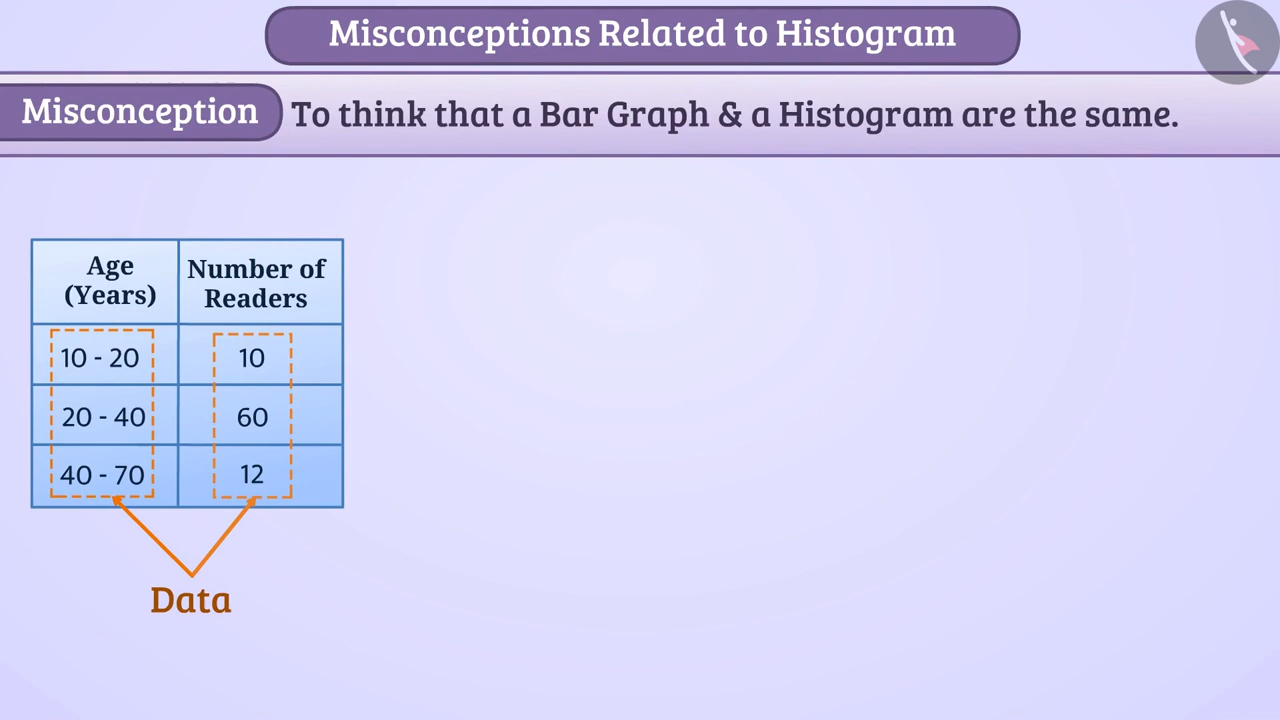 Misconceptions Related to Histogram
Misconception To think that a Bar Graph & a Histogram are the same.
Age (Years) Number of Readers
10 - 20 10
20 - 40 60
40 - 70 12
Data